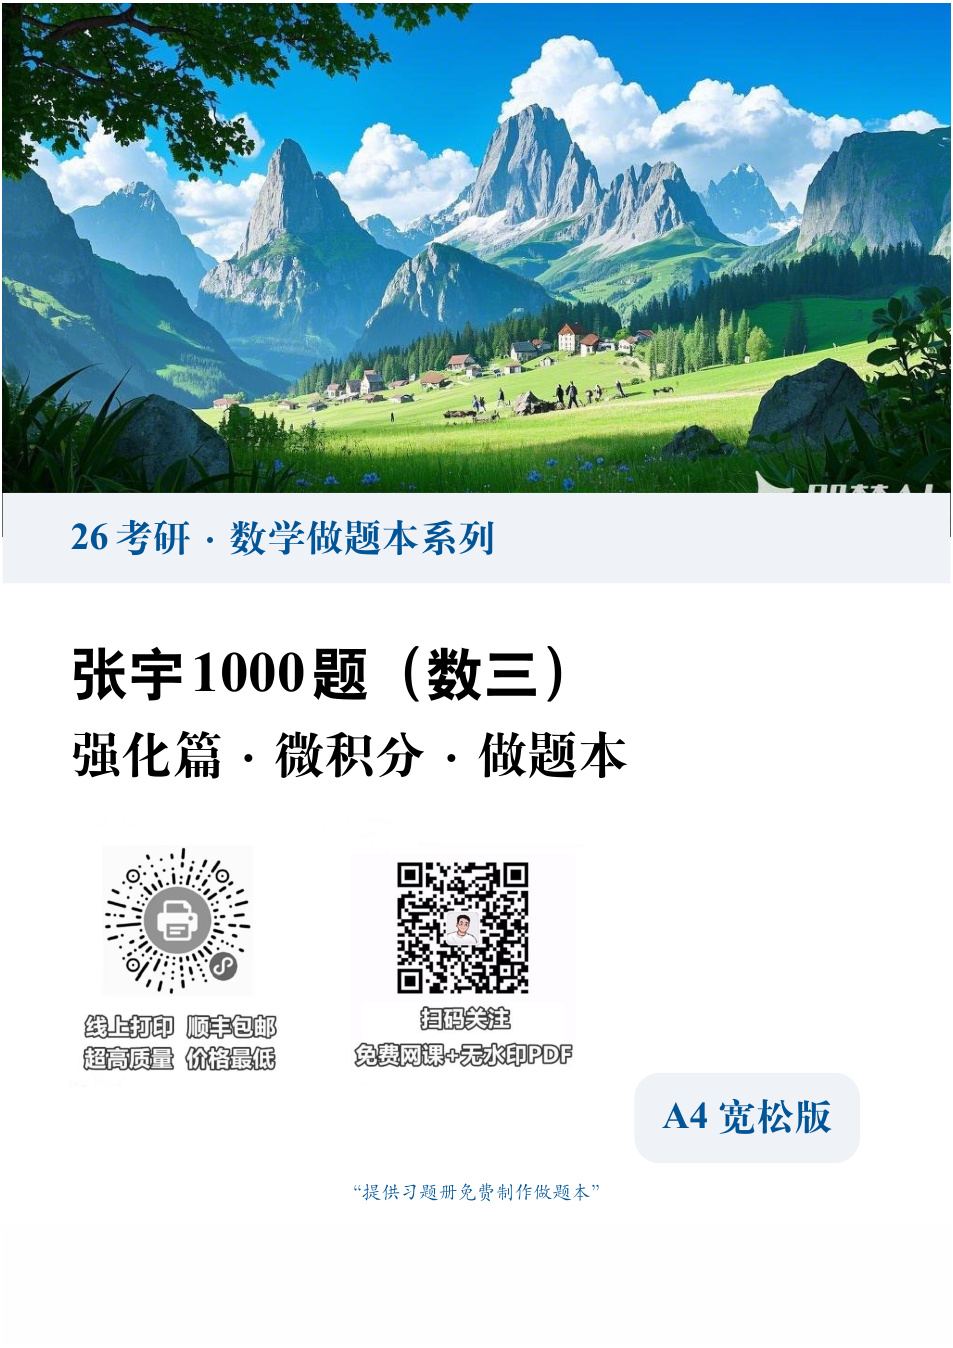 26考研·数学做题本系列
张宇1000题（数三）
强化篇·微积分·做题本
线上打印 顺丰包邮
超高质量 价格最低
扫码关注
免费网课+无水印PDF
A4 宽松版
“提供习题册免费制作做题本”